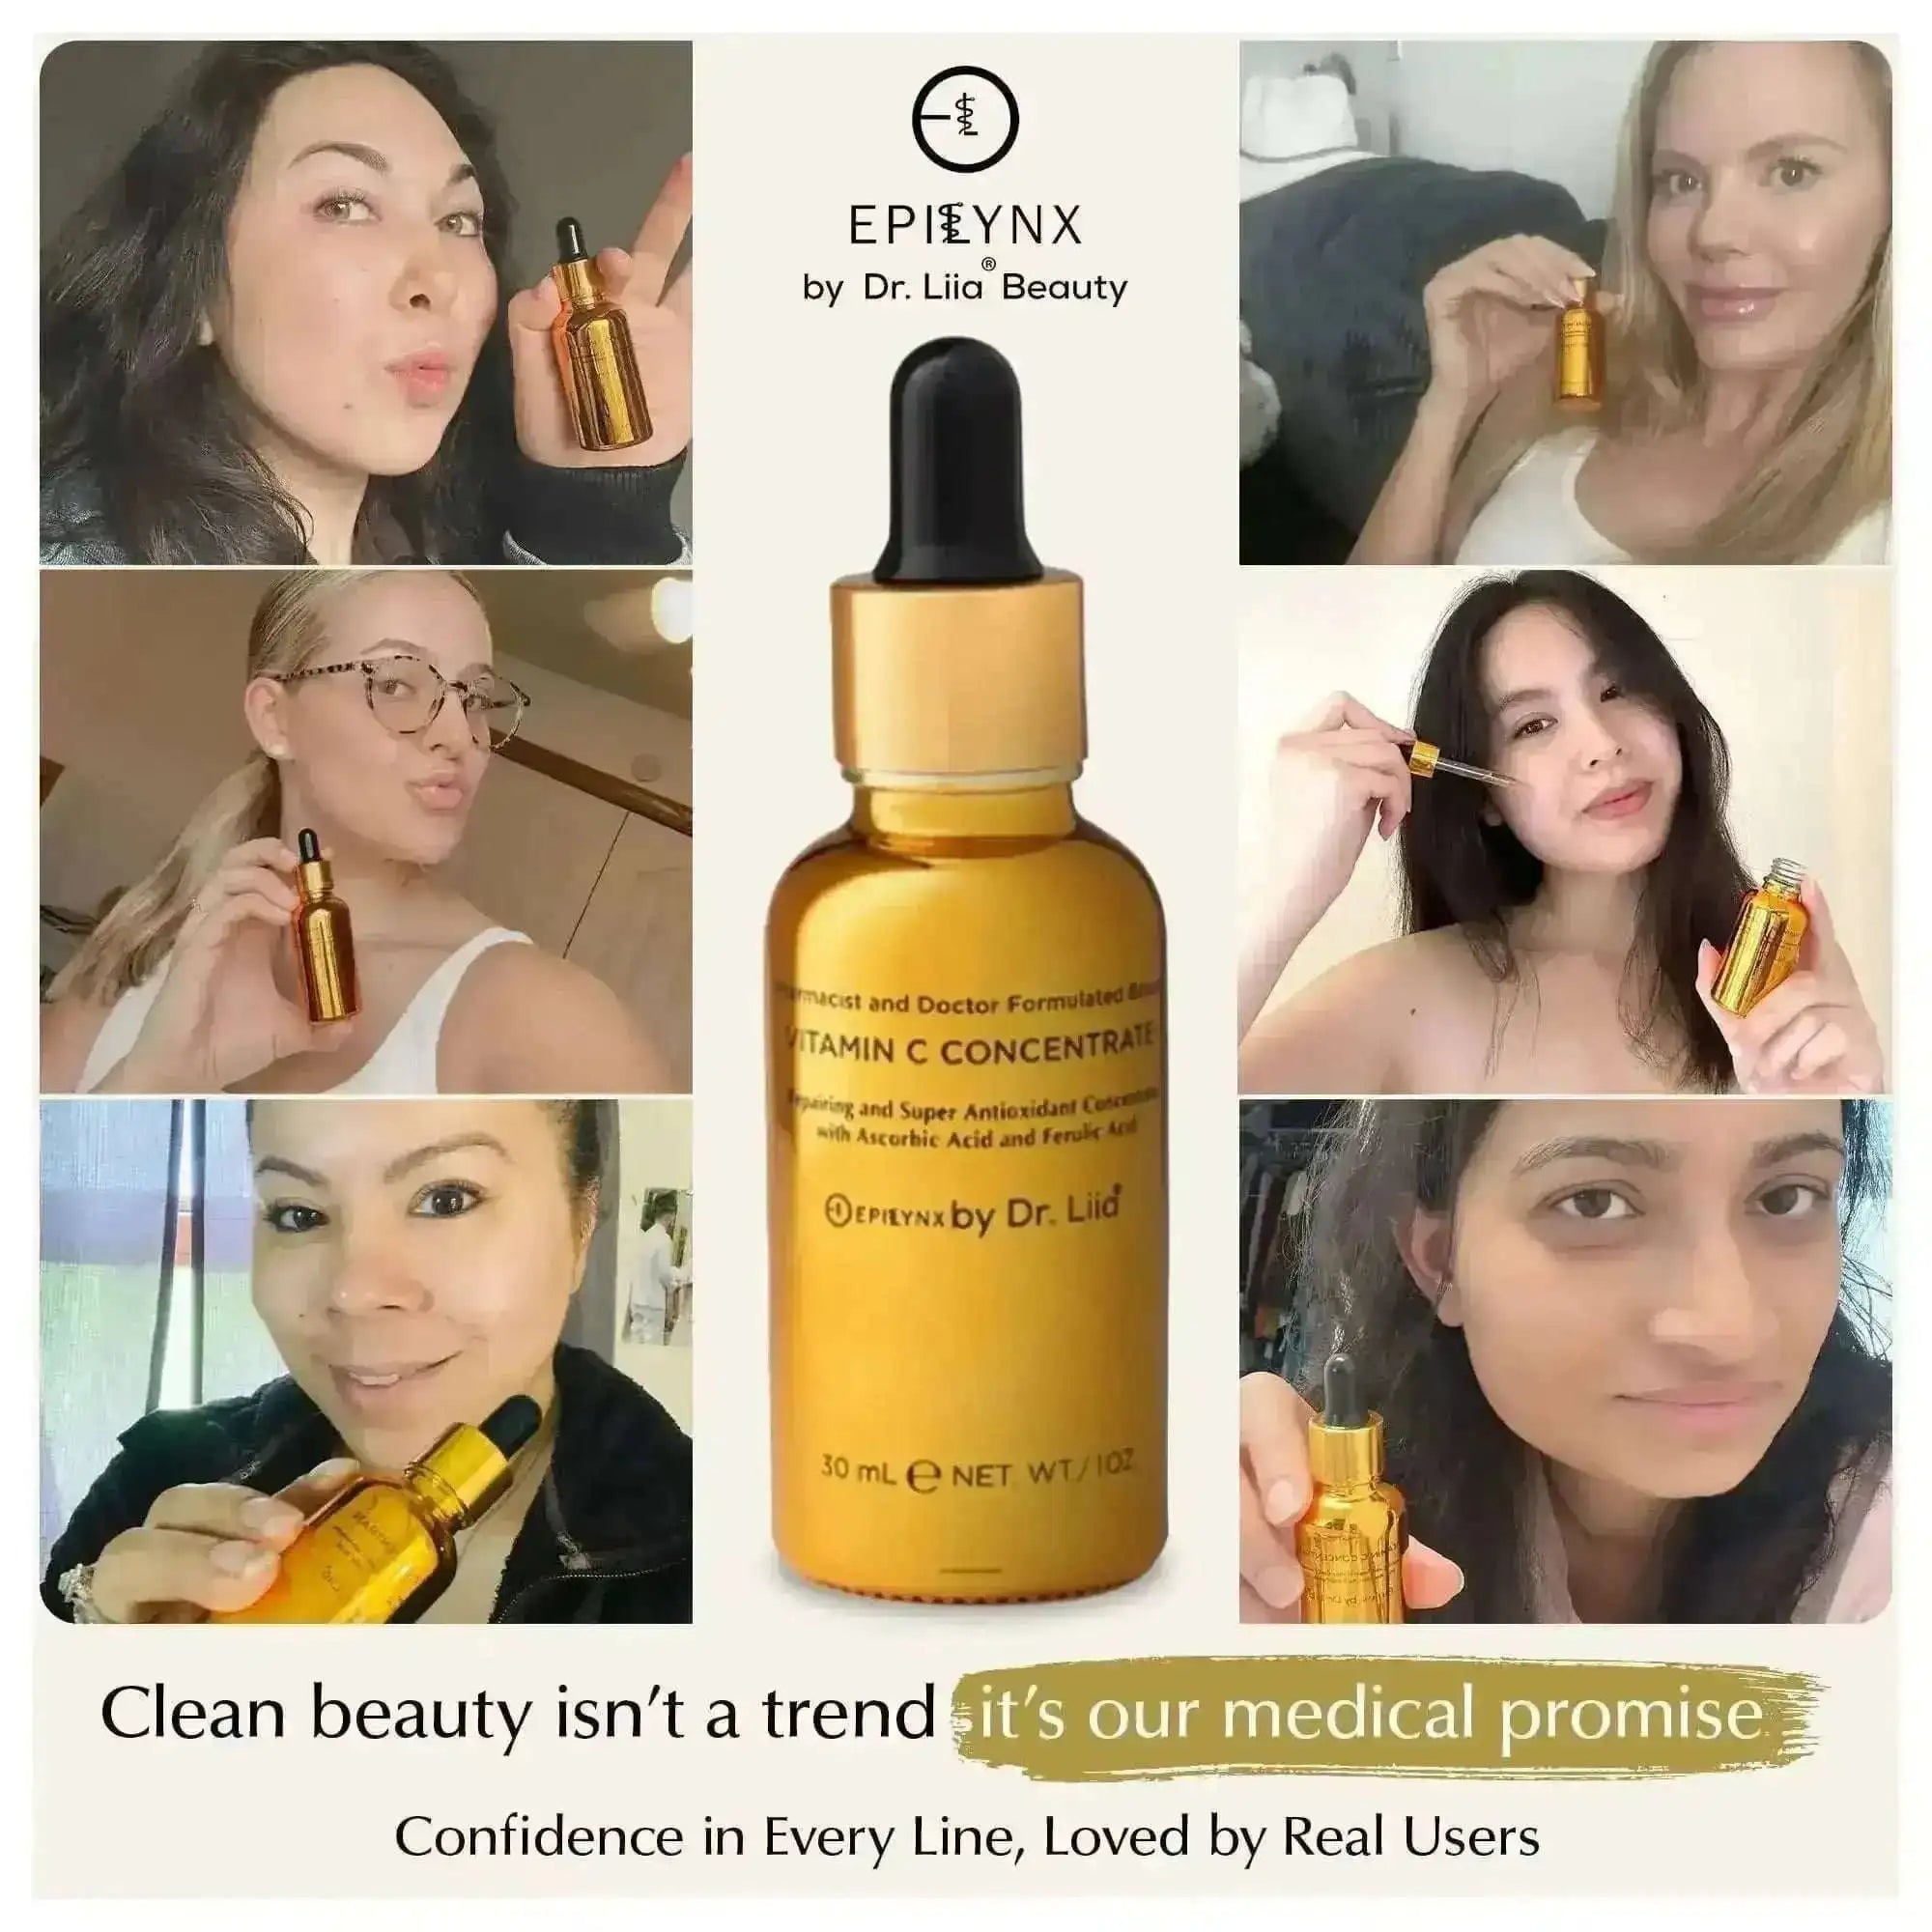 EPILYNX
by Dr. Liia® Beauty
and Doctor Formulated
VITAMIN C CONCENTRATE
Repairing and Super Antioxidant Concentrate
with Ascorbic Acid and Ferulic Acid
EPILYNX by Dr. Liia®
30 mL ℮ NET. WT./1OZ.
Clean beauty isn't a trend it's our medical promise
Confidence in Every Line, Loved by Real Users